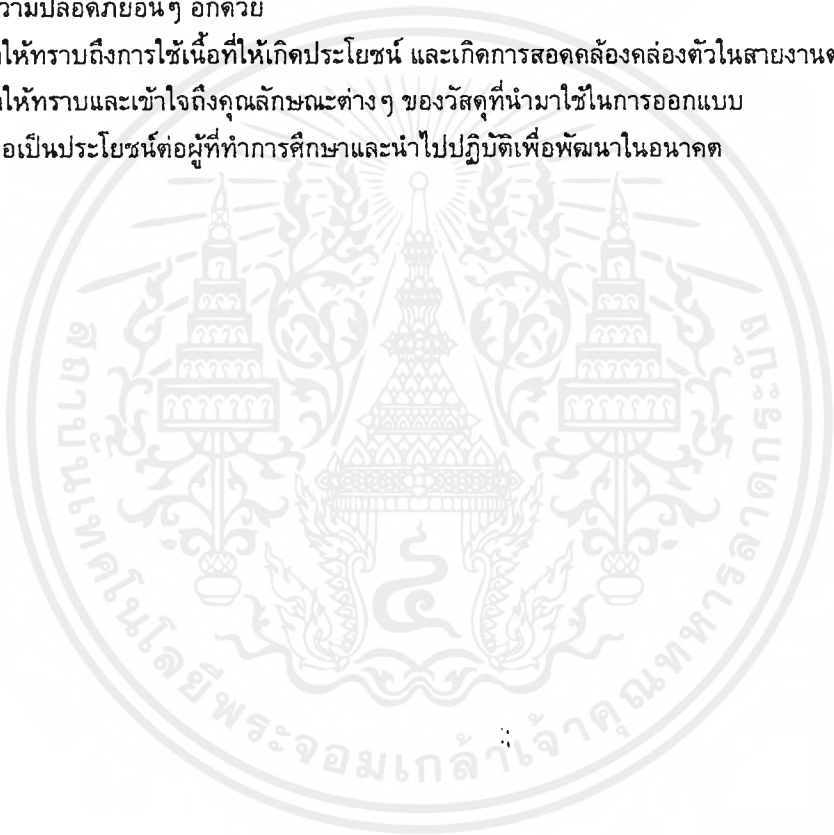 วามปลอดภัยอื่นๆ อีกด้วย
ให้ทราบถึงการใช้เนื้อที่ให้เกิดประโยชน์ และเกิดการสอดคล้องคล่องตัวในสายงาน
ให้ทราบและเข้าใจถึงคุณลักษณะต่างๆ ของวัสดุที่นำมาใช้ในการออกแบบ
เป็นประโยชน์ต่อผู้ที่ทำการศึกษาและนำไปปฏิบัติเพื่อพัฒนาในอนาคต
สถาบันเทคโนโลยีพระจอมเกล้าเจ้าคุณทหารลาดกระบัง